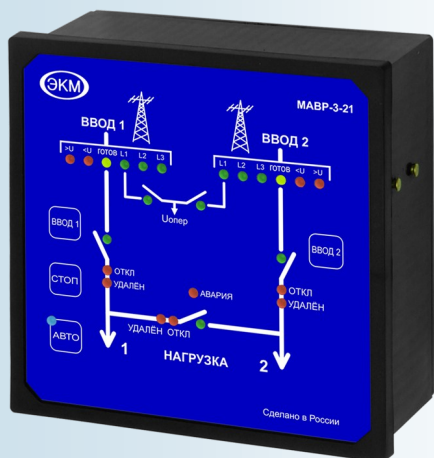 ЭКМ
МАВР-3-21
ВВОД 1
ВВОД 2
>U <U ГОТОВ L1 L2 L3
L1 L2 L3 ГОТОВ <U >U
Uопер
ВВОД 1
ВВОД 2
СТОП
ОТКЛ
УДАЛЁН
ОТКЛ
УДАЛЁН
АВАРИЯ
АВТО
УДАЛЁН ОТКЛ
1
НАГРУЗКА
2
Сделано в России